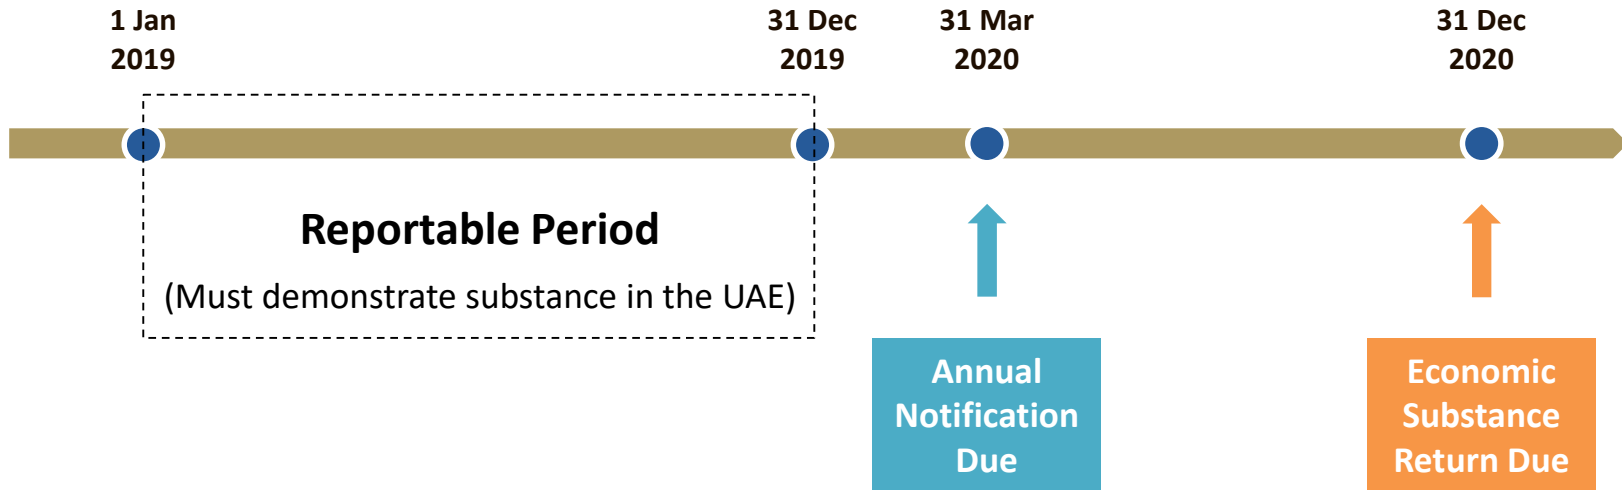 1 Jan
2019
31 Dec
2019
31 Mar
2020
31 Dec
2020
Reportable Period
(Must demonstrate substance in the UAE)
Annual
Notification
Due
Economic
Substance
Return Due